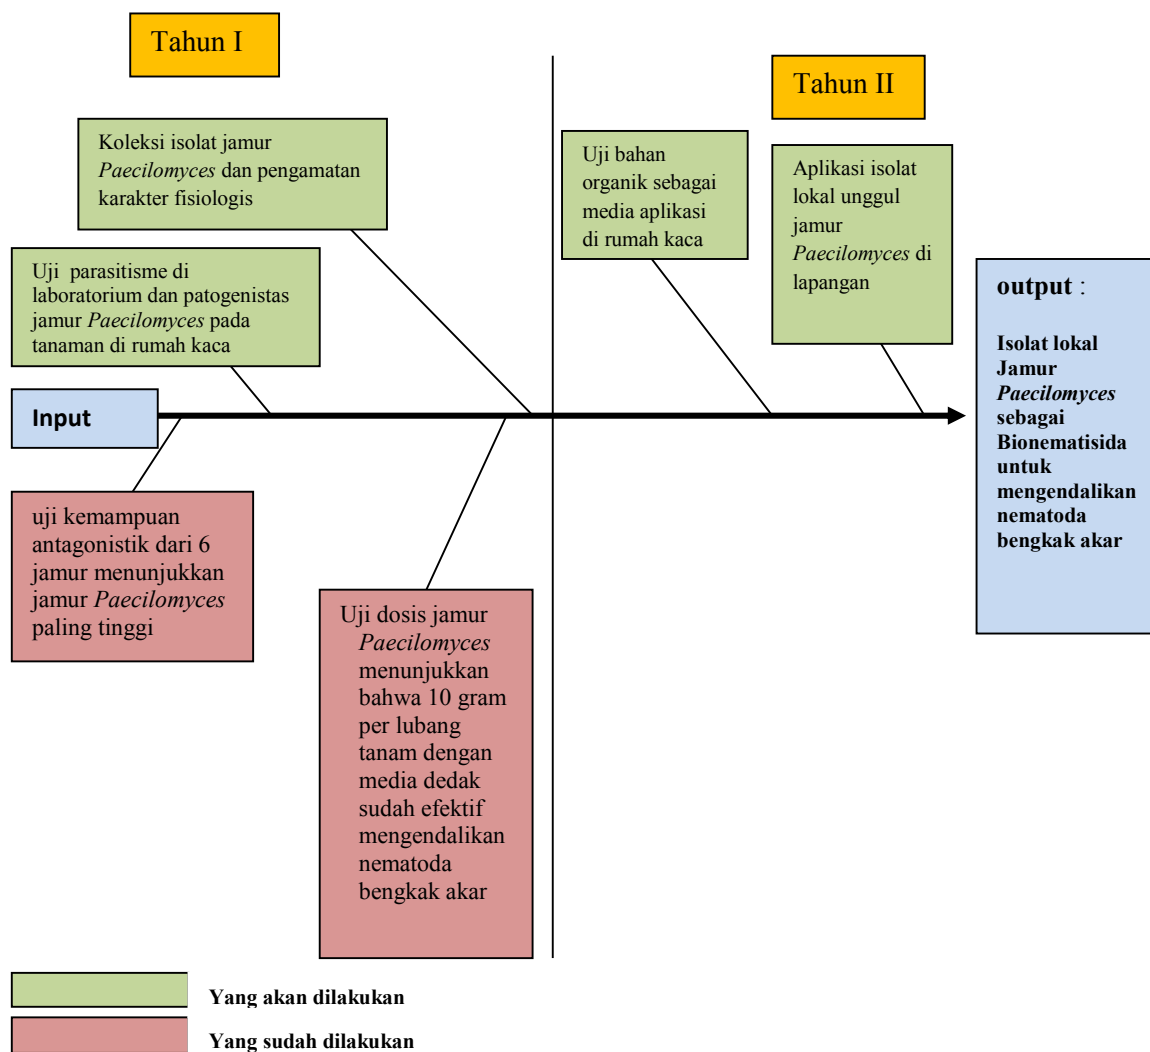 Tahun I
Tahun II
Koleksi isolat jamur
Paecilomyces dan pengamatan
karakter fisiologis
Uji bahan
organik sebagai
media aplikasi
di rumah kaca
Aplikasi isolat
lokal unggul
jamur
Paecilomyces di
lapangan
Uji parasitisme di
laboratorium dan patogenistas
jamur Paecilomyces pada
tanaman di rumah kaca
Input
output :
Isolat lokal
Jamur
Paecilomyces
sebagai
Bionematisida
untuk
mengendalikan
nematoda
bengkak akar
uji kemampuan
antagonistik dari 6
jamur menunjukkan
jamur Paecilomyces
paling tinggi
Uji dosis jamur
Paecilomyces
menunjukkan
bahwa 10 gram
per lubang
tanam dengan
media dedak
sudah efektif
mengendalikan
nematoda
bengkak akar
Yang akan dilakukan
Yang sudah dilakukan